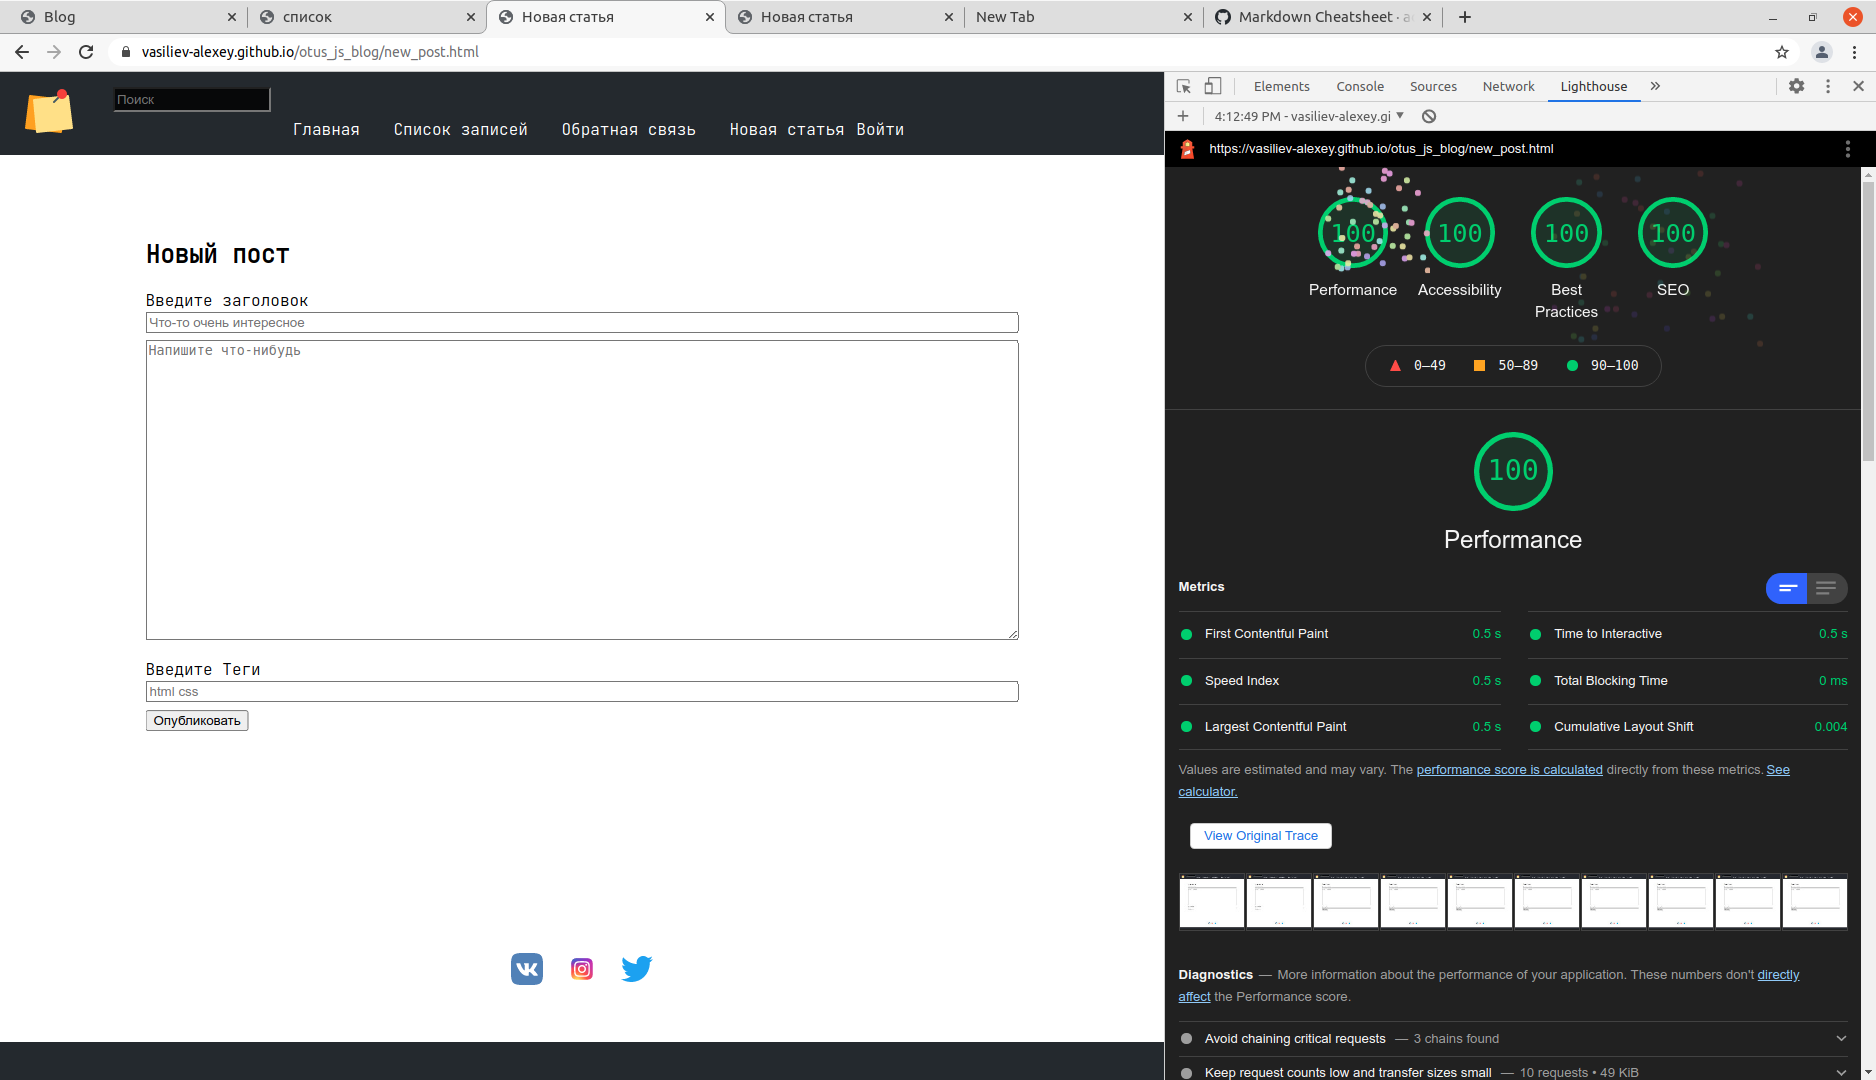 Blog
список
Новая статья
Новая статья
New Tab
Markdown Cheatsheet ·
vasiliev-alexey.github.io/otus_js_blog/new_post.html
Поиск
Главная Список записей Обратная связь Новая статья Войти
Новый пост
Введите заголовок
Что-то очень интересное
Напишите что-нибудь
Введите Теги
html css
Опубликовать
Elements Console Sources Network Lighthouse
4:12:49 PM - vasiliev-alexey.gi
https://vasiliev-alexey.github.io/otus_js_blog/new_post.html
100 100 100 100
Performance Accessibility Best Practices SEO
0–49 50–89 90–100
100
Performance
Metrics
First Contentful Paint 0.5 s
Time to Interactive 0.5 s
Speed Index 0.5 s
Total Blocking Time 0 ms
Largest Contentful Paint 0.5 s
Cumulative Layout Shift 0.004
Values are estimated and may vary. The performance score is calculated directly from these metrics. See
calculator.
View Original Trace
Diagnostics — More information about the performance of your application. These numbers don't directly
affect the Performance score.
Avoid chaining critical requests — 3 chains found
Keep request counts low and transfer sizes small — 10 requests • 49 KiB